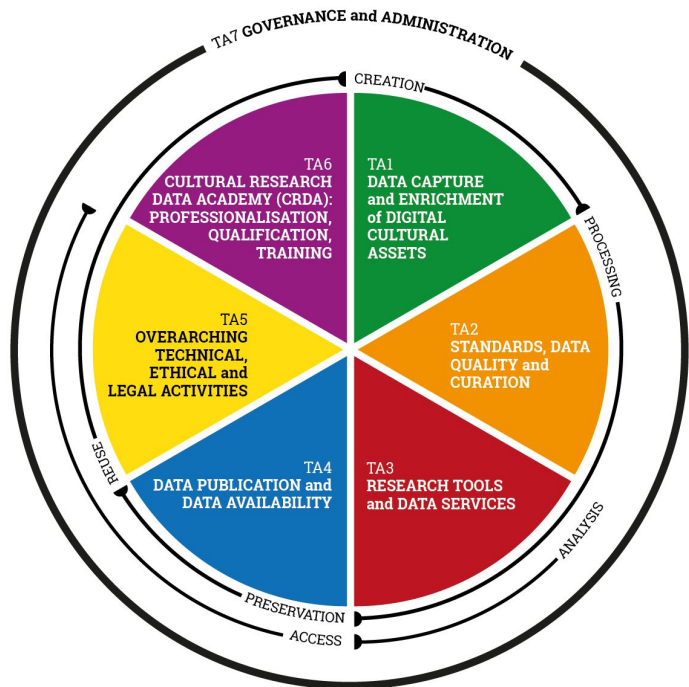 TA7 GOVERNANCE and ADMINISTRATION
CREATION
TA6
CULTURAL RESEARCH
DATA ACADEMY (CRDA):
PROFESSIONALISATION,
QUALIFICATION,
TRAINING
TA1
DATA CAPTURE
and ENRICHMENT
of DIGITAL
CULTURAL
ASSETS
PROCESSING
TA5
OVERARCHING
TECHNICAL,
ETHICAL and
LEGAL ACTIVITIES
TA2
STANDARDS, DATA
QUALITY and
CURATION
REUSE
TA4
DATA PUBLICATION and
DATA AVAILABILITY
TA3
RESEARCH TOOLS
and DATA SERVICES
ANALYSIS
PRESERVATION
ACCESS